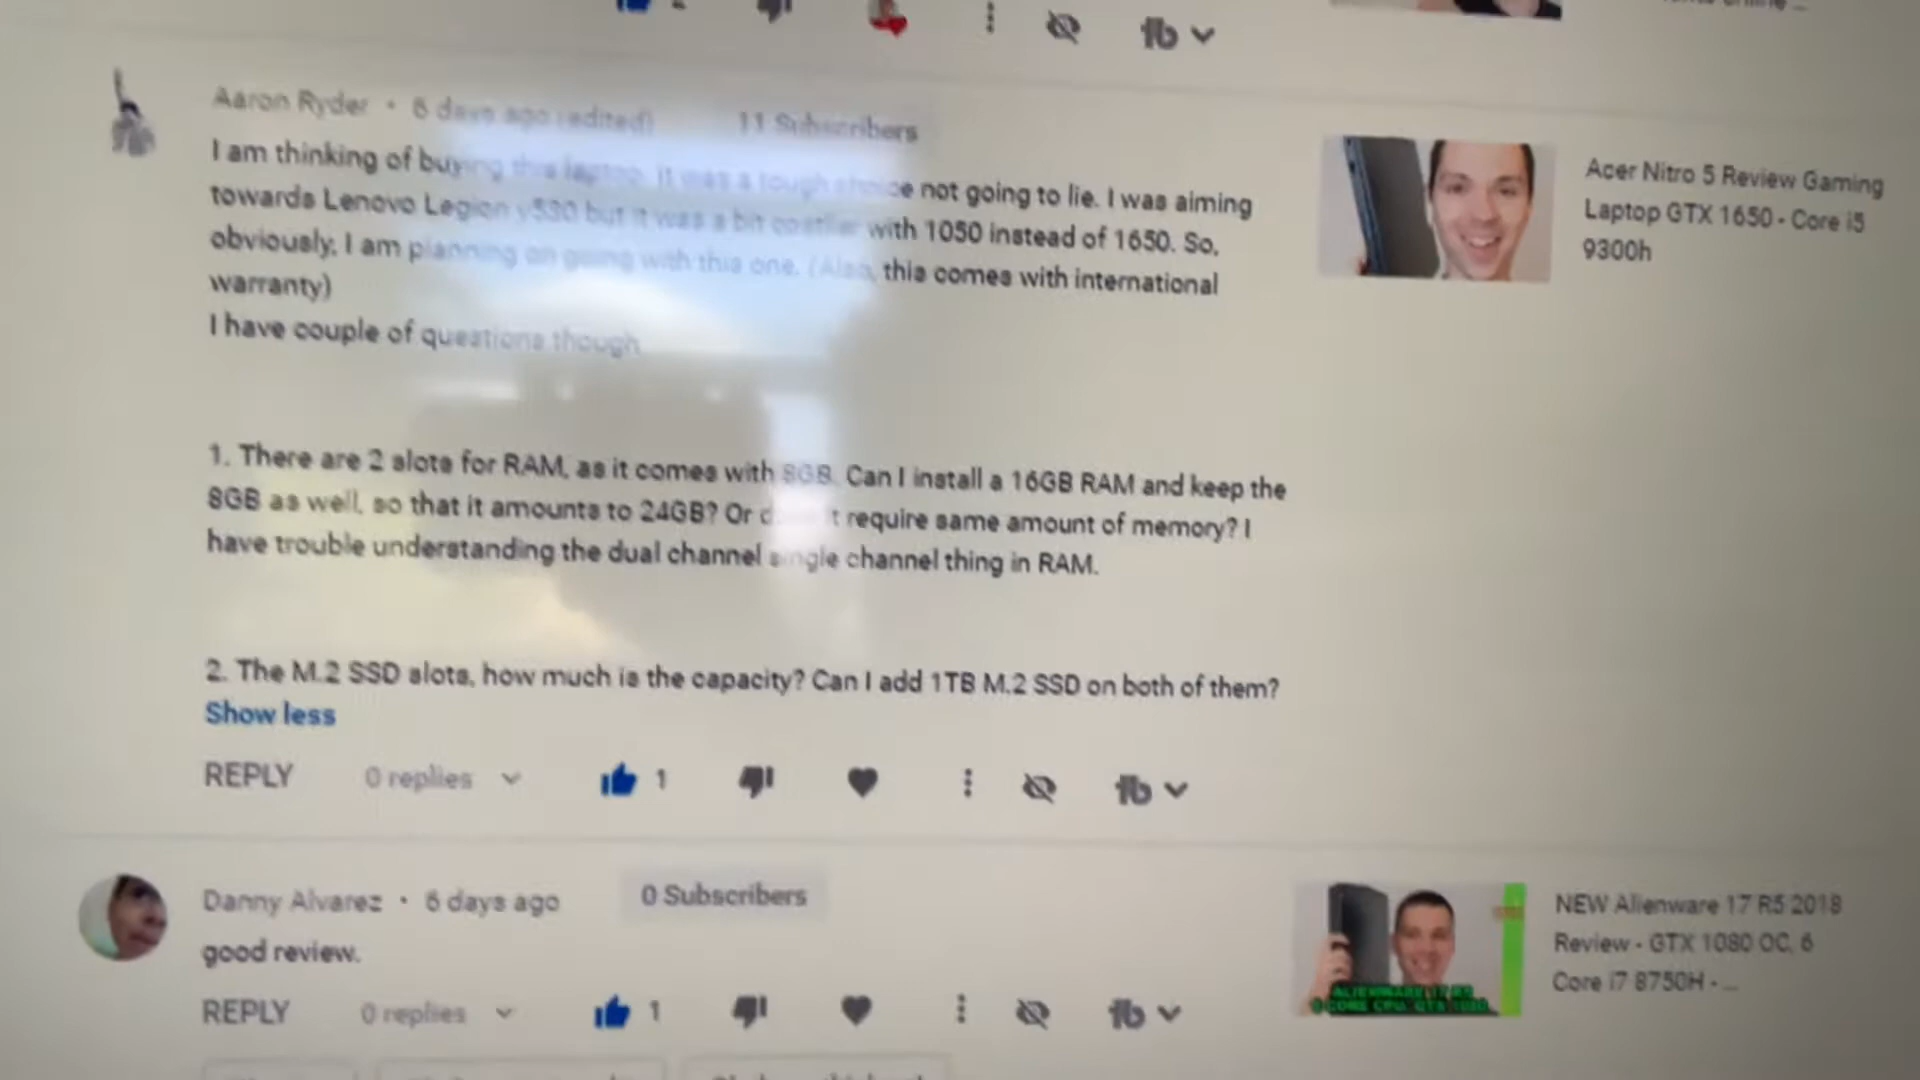 Aaron Ryder • 6 days ago (edited) 11 Subscribers
I am thinking of buying this laptop. It was a tough choice not going to lie. I was aiming
towards Lenovo Legion y530 but it was a bit costlier with 1050 instead of 1650. So,
obviously, I am planning on going with this one. (Also, this comes with international
warranty)
I have couple of questions though
1. There are 2 slots for RAM, as it comes with 8GB. Can I install a 16GB RAM and keep the
8GB as well, so that it amounts to 24GB? Or require same amount of memory? I
have trouble understanding the dual channel single channel thing in RAM.
2. The M.2 SSD slots, how much is the capacity? Can I add 1TB M.2 SSD on both of them?
Show less
REPLY 0 replies 1
Acer Nitro 5 Review Gaming
Laptop GTX 1650 - Core i5
9300h
Danny Alvarez • 6 days ago 0 Subscribers
good review.
REPLY 0 replies 1
NEW Alienware 17 R5 2018
Review - GTX 1080 OC, 6
Core i7 8750H - ...